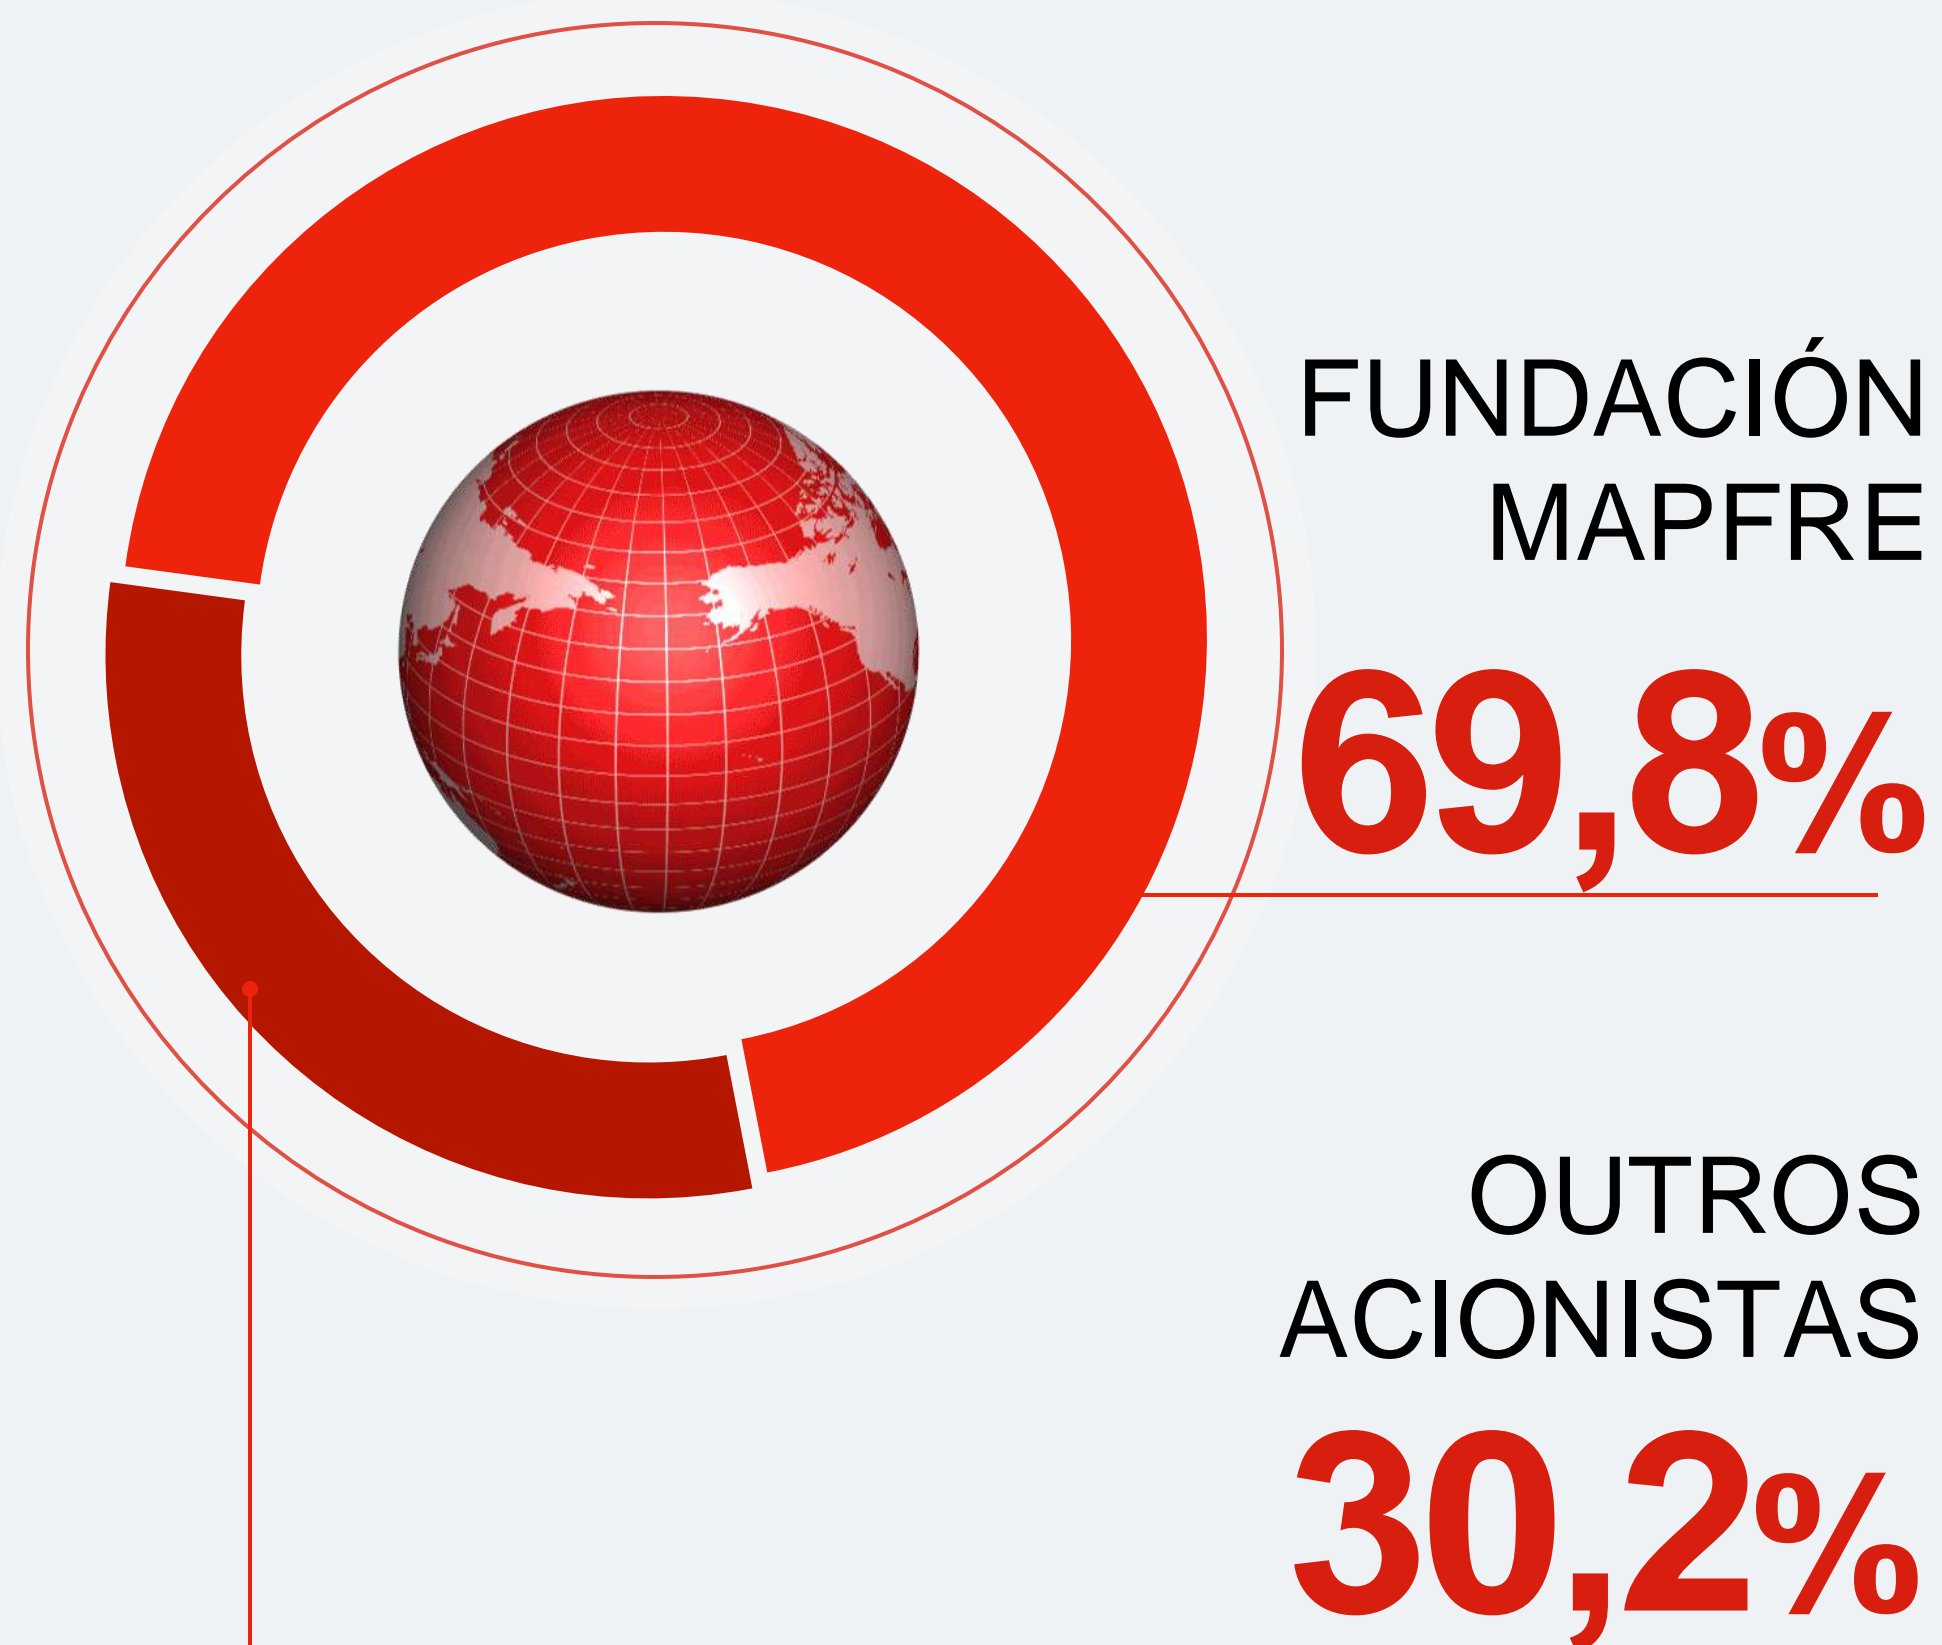 FUNDACIÓN
MAPFRE
69,8%
OUTROS
ACIONISTAS
30,2%